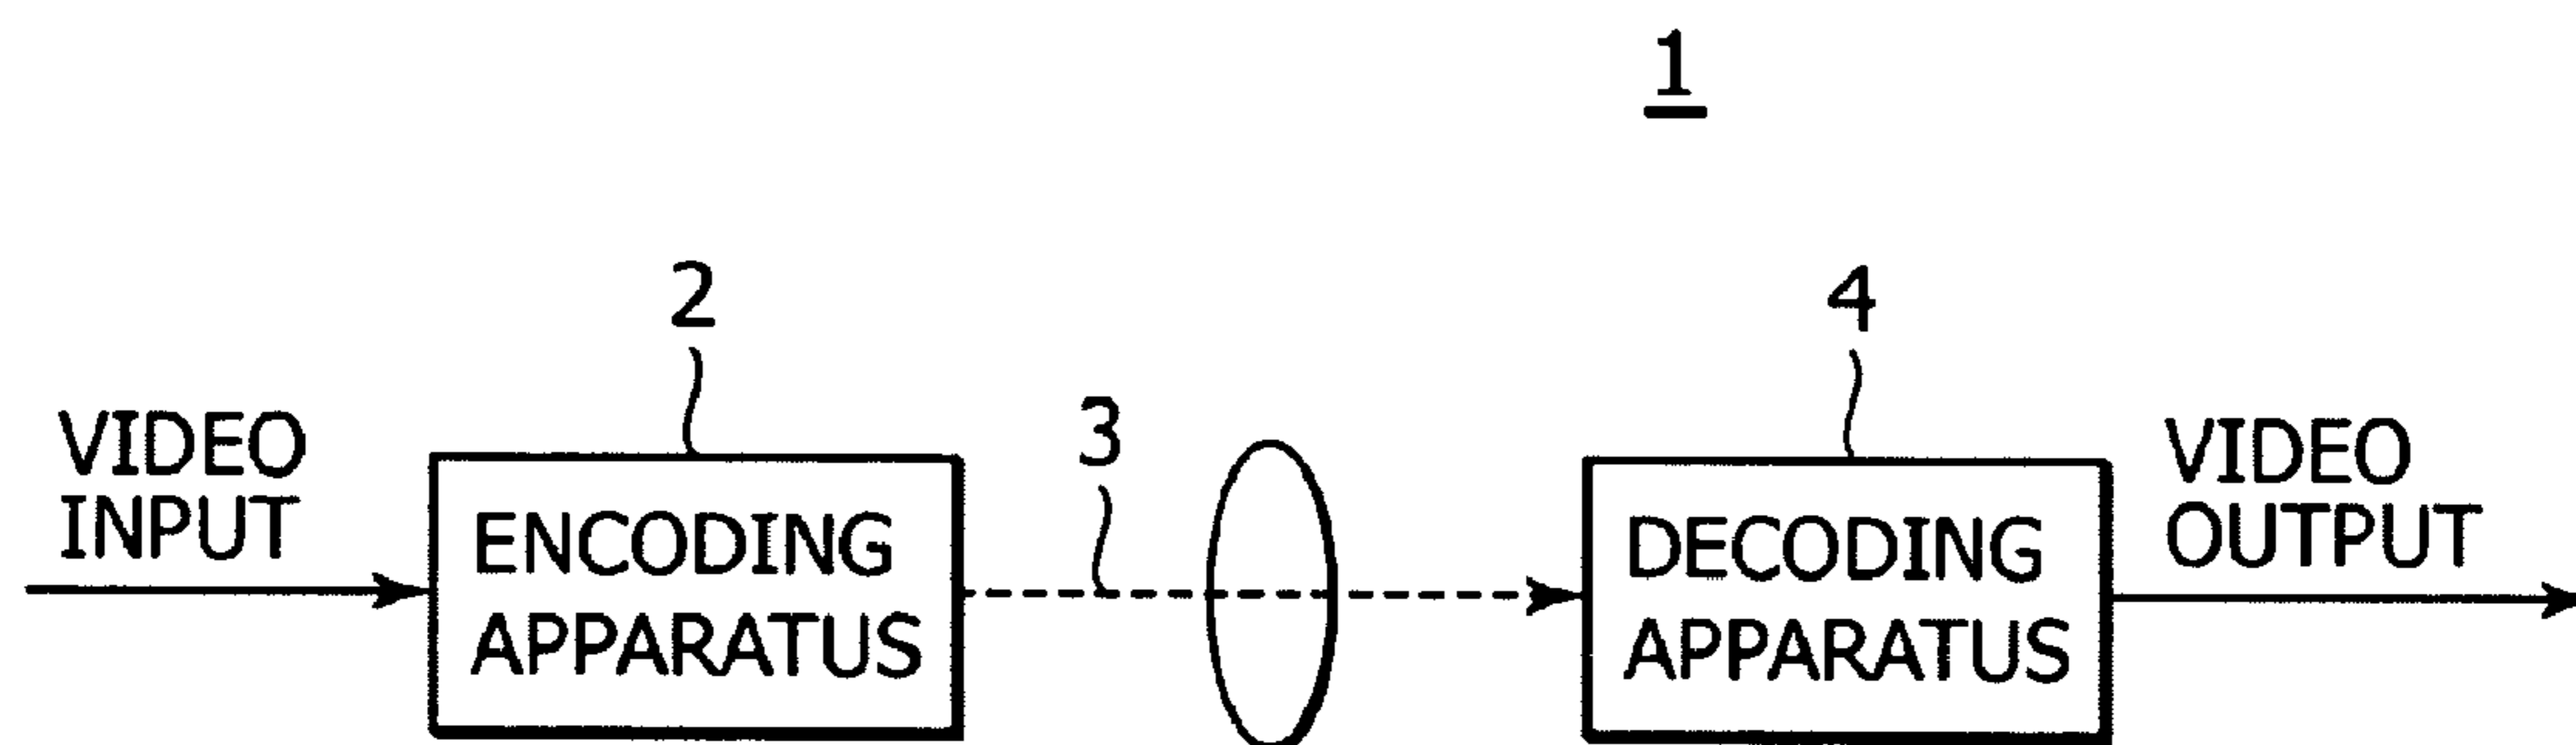 1
2
3
4
VIDEO
INPUT
ENCODING
APPARATUS
DECODING
APPARATUS
VIDEO
OUTPUT